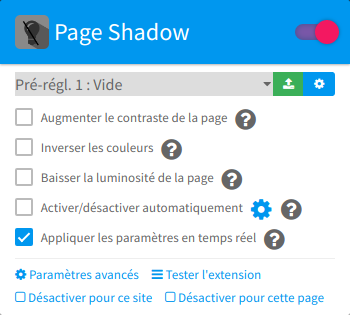 Page Shadow
Pré-régl. 1 : Vide
Augmenter le contraste de la page
Inverser les couleurs
Baisser la luminosité de la page
Activer/désactiver automatiquement
Appliquer les paramètres en temps réel
Paramètres avancés Tester l'extension
Désactiver pour ce site Désactiver pour cette page